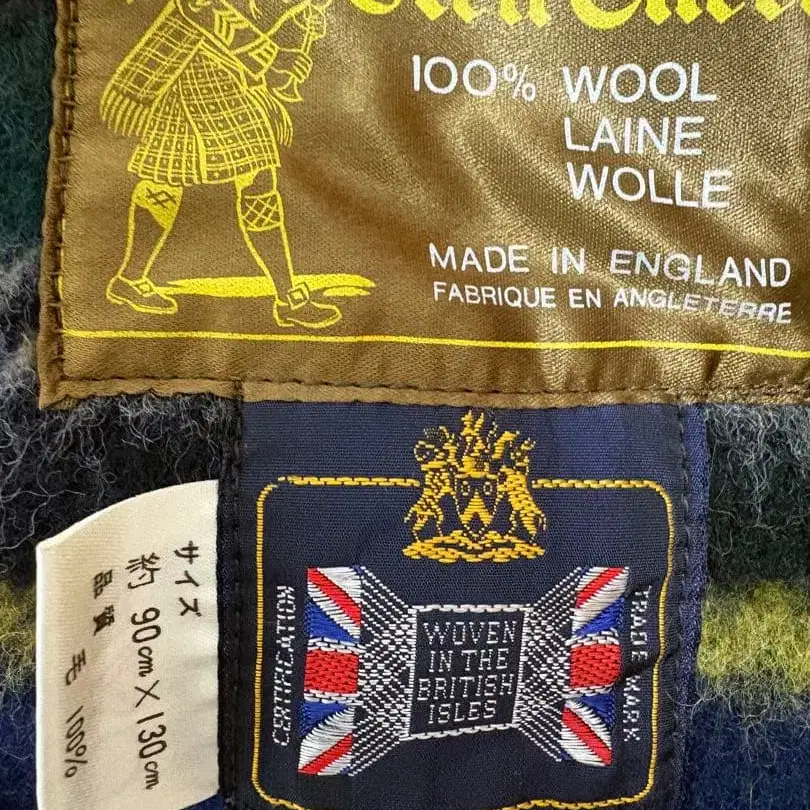 100% WOOL
LAINE
WOLLE
MADE IN ENGLAND
FABRIQUE EN ANGLETERRE
CERTIFICATION
TRADE MARK
WOVEN
IN THE
BRITISH
ISLES
サイズ
約 90cm×130cm
品質 毛 100%